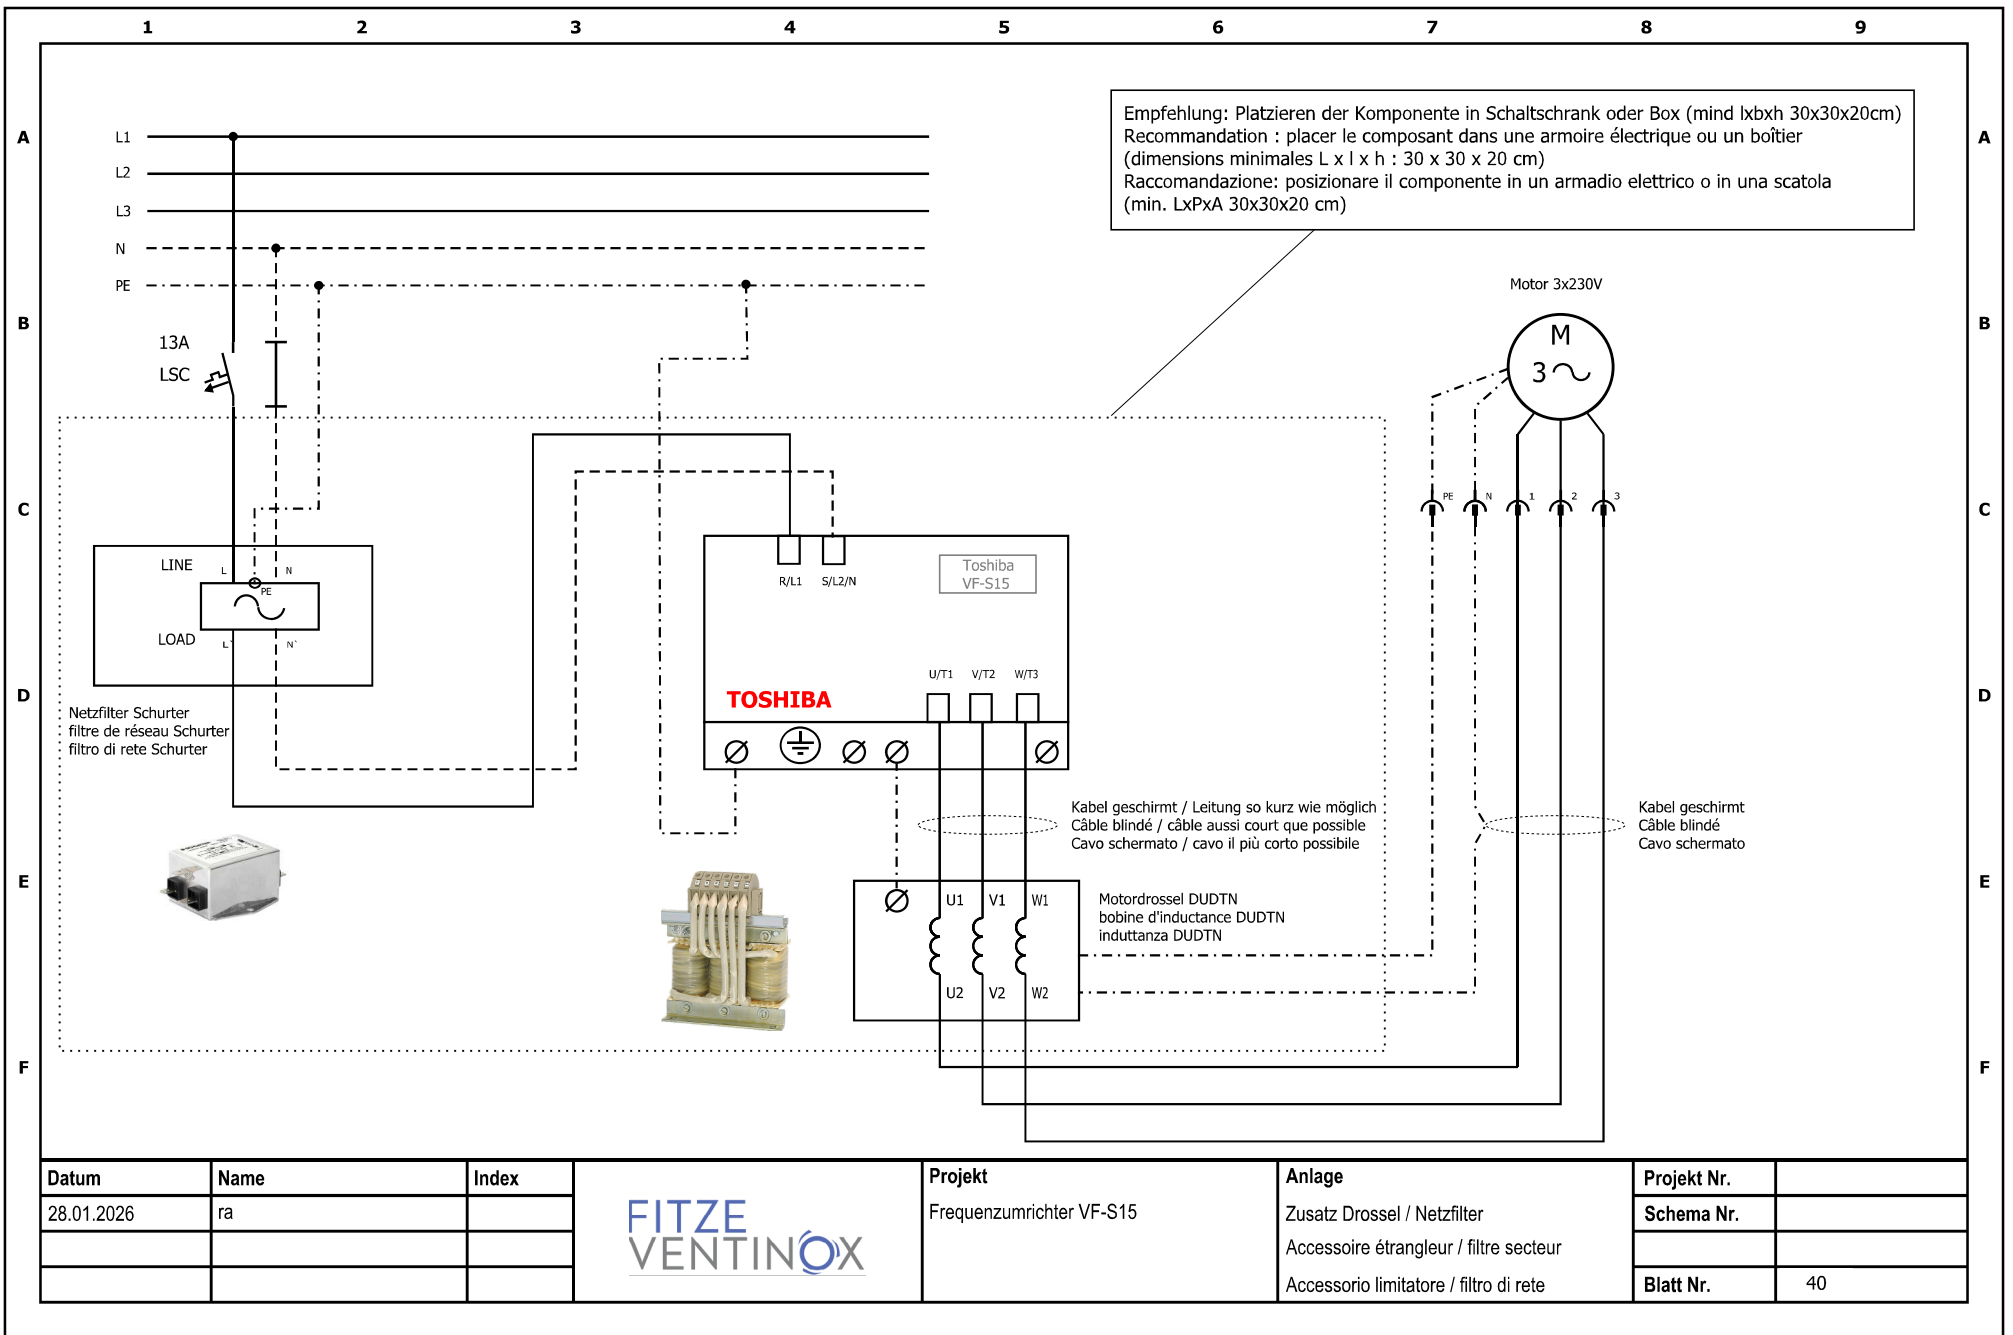 1 2 3 4 5 6 7 8 9
A
B
C
D
E
F
A
B
C
D
E
F
L1
L2
L3
N
PE
Empfehlung: Platzieren der Komponente in Schaltschrank oder Box (mind lxbxh 30x30x20cm)
Recommandation : placer le composant dans une armoire électrique ou un boîtier
(dimensions minimales L x l x h : 30 x 30 x 20 cm)
Raccomandazione: posizionare il componente in un armadio elettrico o in una scatola
(min. LxPxA 30x30x20 cm)
13A
LSC
Motor 3x230V
M
3
PE N 1 2 3
LINE
L N
PE
LOAD
L` N`
Netzfilter Schurter
filtre de réseau Schurter
filtro di rete Schurter
R/L1 S/L2/N
Toshiba
VF-S15
U/T1 V/T2 W/T3
TOSHIBA
Kabel geschirmt / Leitung so kurz wie möglich
Câble blindé / câble aussi court que possible
Cavo schermato / cavo il più corto possibile
Kabel geschirmt
Câble blindé
Cavo schermato
U1 V1 W1
U2 V2 W2
Motordrossel DUDTN
bobine d'inductance DUDTN
induttanza DUDTN
Datum Name Index
28.01.2026 ra
FITZE
VENTINOX
Projekt
Frequenzumrichter VF-S15
Anlage
Zusatz Drossel / Netzfilter
Accessoire étrangleur / filtre secteur
Accessorio limitatore / filtro di rete
Projekt Nr.
Schema Nr.
Blatt Nr. 40